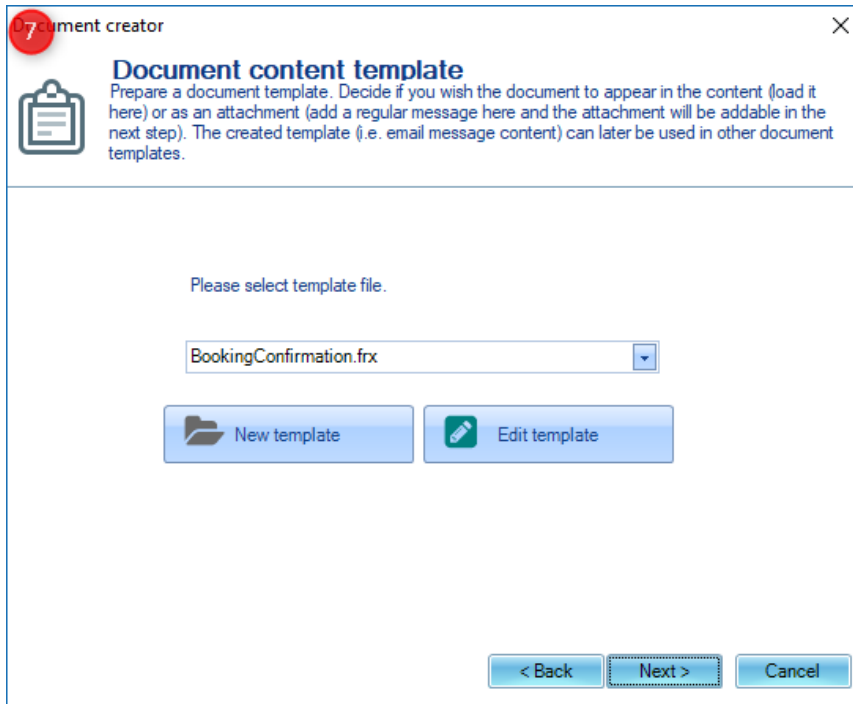 Document creator
7
Document content template
Prepare a document template. Decide if you wish the document to appear in the content (load it
here) or as an attachment (add a regular message here and the attachment will be addable in the
next step). The created template (i.e. email message content) can later be used in other document
templates.
Please select template file.
BookingConfirmation.frx
New template
Edit template
< Back
Next >
Cancel